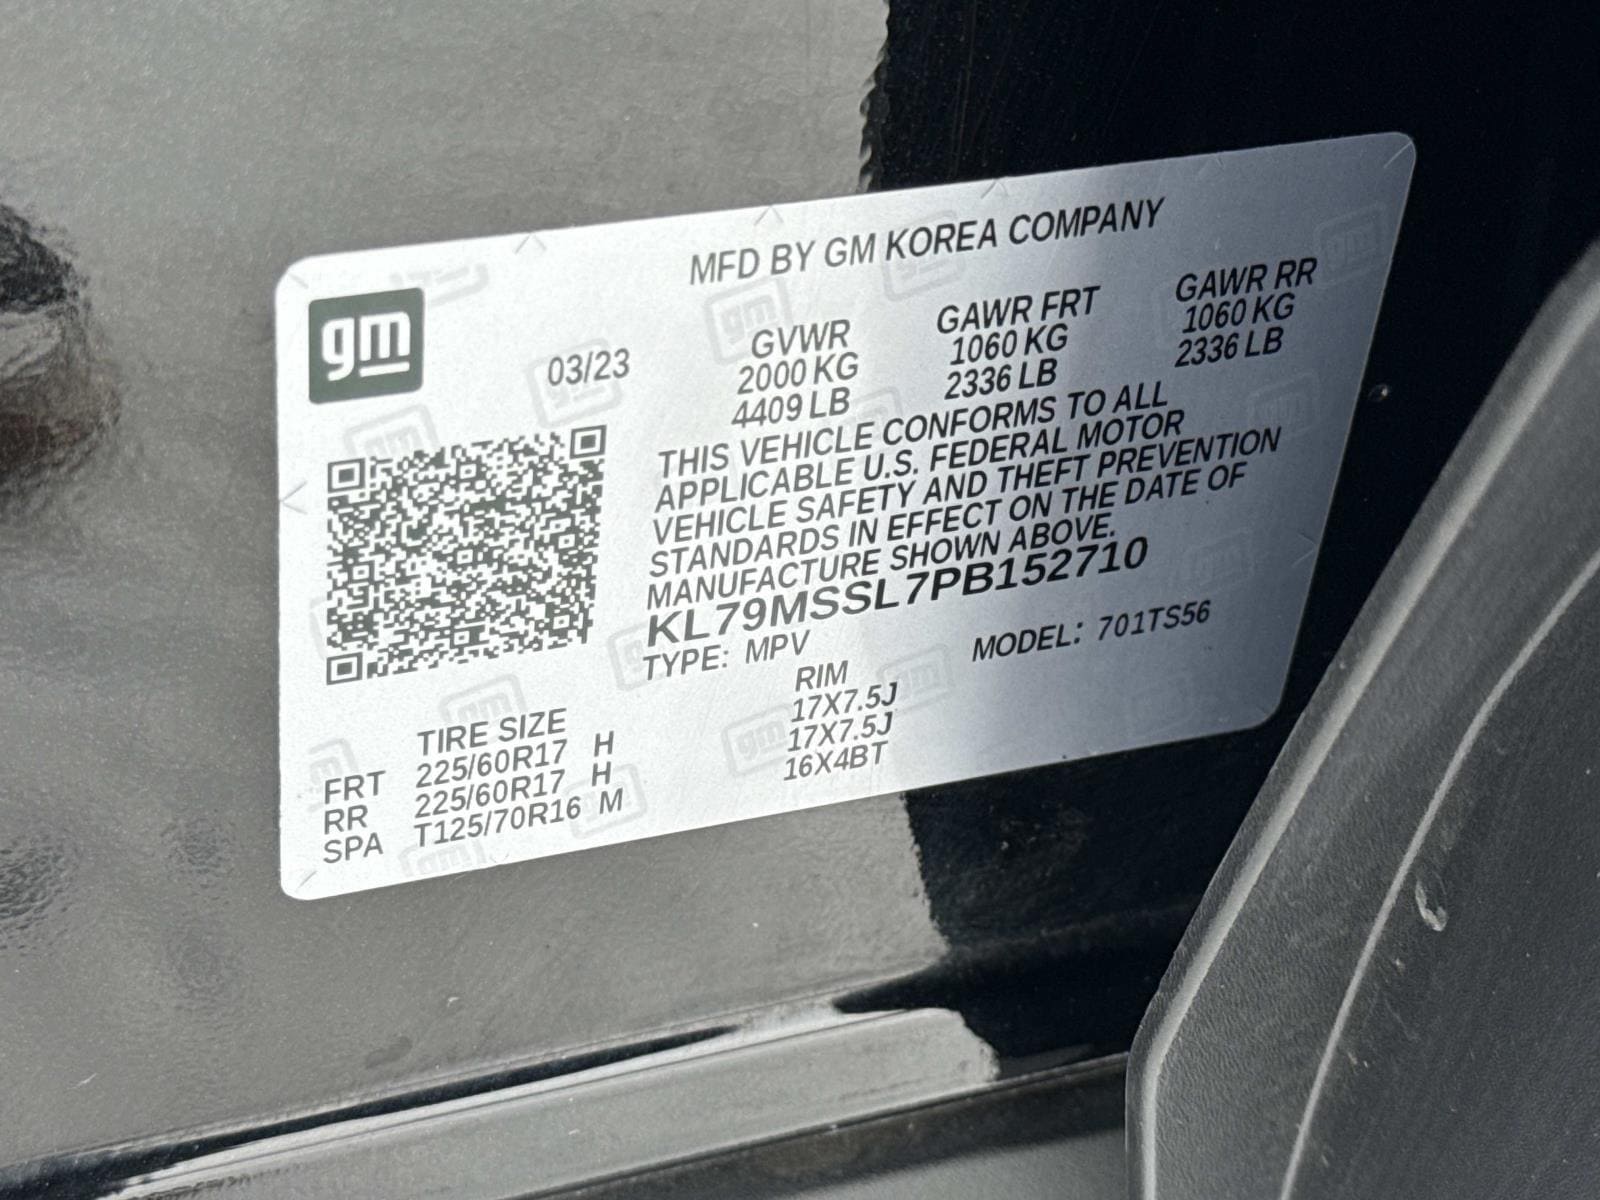 MFD BY GM KOREA COMPANY
gm
03/23
GVWR GAWR FRT GAWR RR
2000 KG 1060 KG 1060 KG
4409 LB 2336 LB 2336 LB
THIS VEHICLE CONFORMS TO ALL
APPLICABLE U.S. FEDERAL MOTOR
VEHICLE SAFETY AND THEFT PREVENTION
STANDARDS IN EFFECT ON THE DATE OF
MANUFACTURE SHOWN ABOVE.
KL79MSSL7PB152710
TYPE: MPV MODEL: 701TS56
TIRE SIZE RIM
FRT 225/60R17 H 17X7.5J
RR 225/60R17 H 17X7.5J
SPA T125/70R16 M 16X4BT